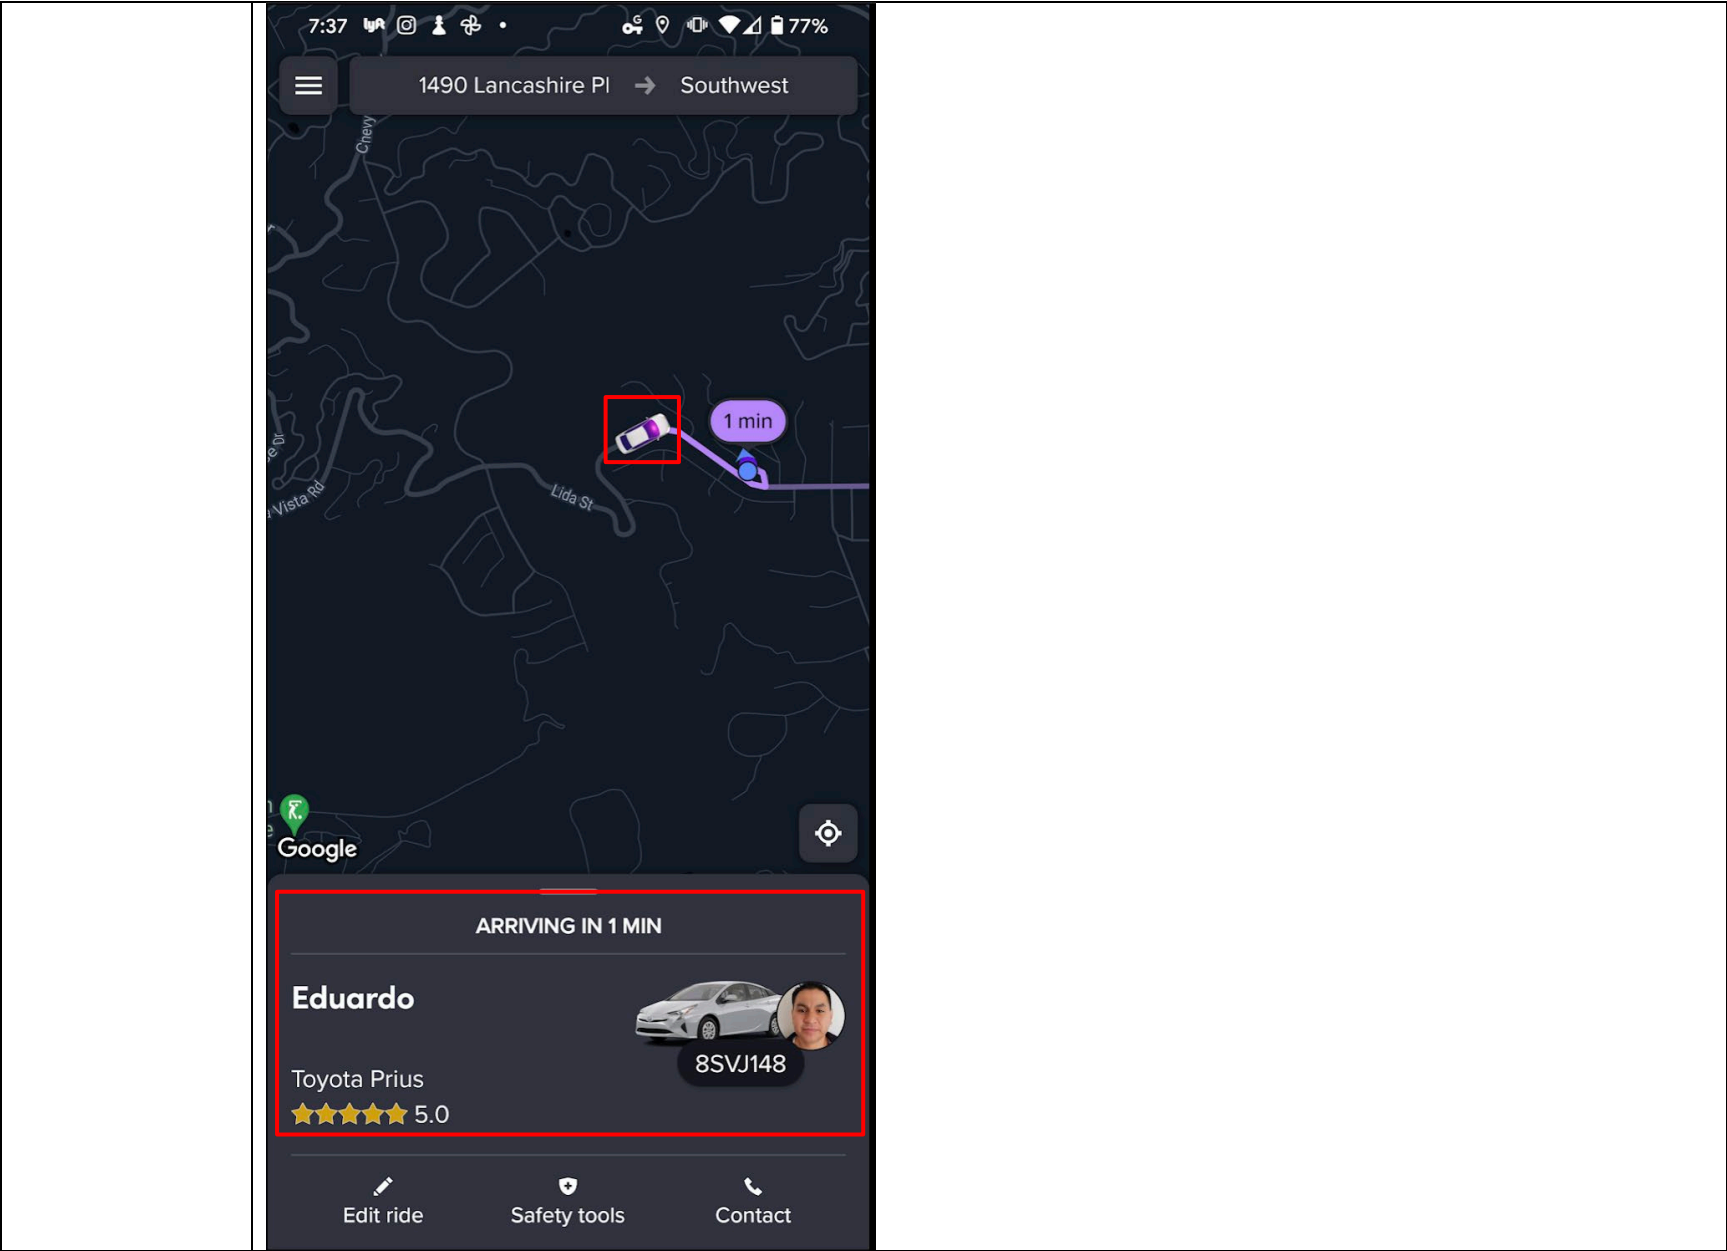 7:37 lyft G 77%
1490 Lancashire Pl → Southwest
Chevy
1 min
Lida St
Vista Rd
Google
ARRIVING IN 1 MIN
Eduardo
8SVJ148
Toyota Prius
5.0
Edit ride Safety tools Contact